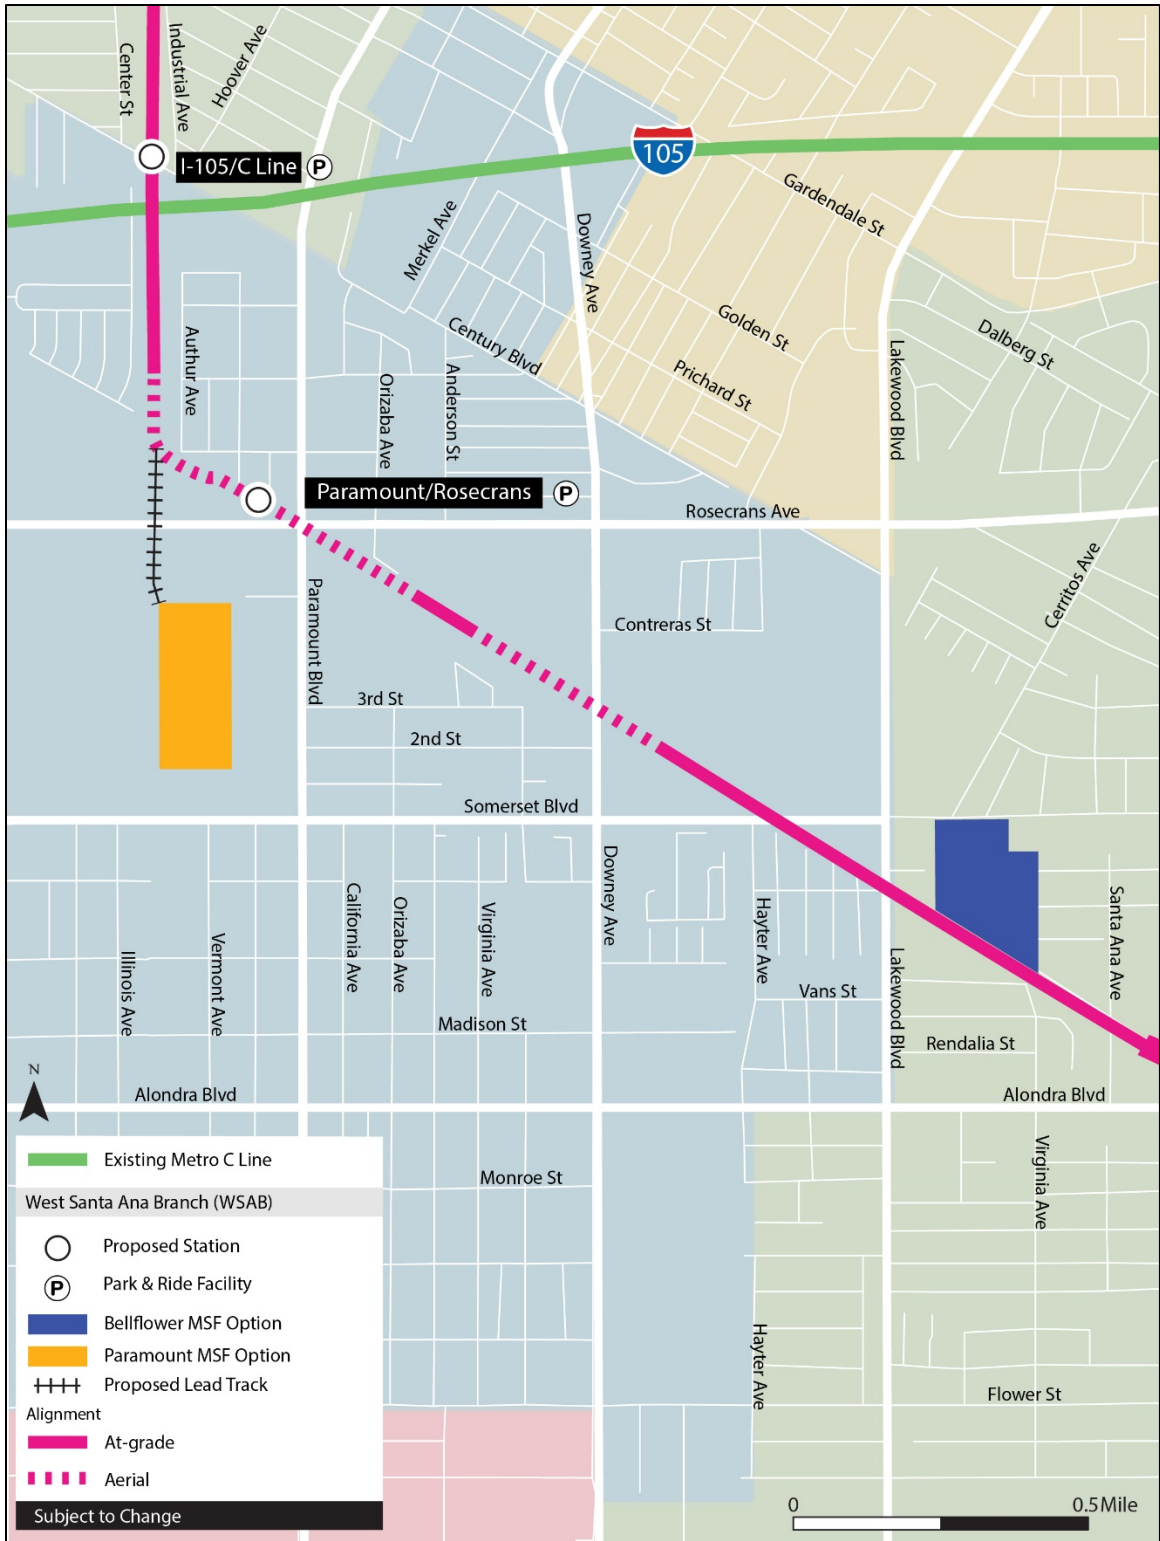 Center St
Industrial Ave
Hoover Ave
I-105/C Line P
105
Gardendale St
Merkel Ave
Downey Ave
Golden St
Dalberg St
Century Blvd
Prichard St
Lakewood Blvd
Authur Ave
Orizaba Ave
Anderson St
Paramount/Rosecrans P
Rosecrans Ave
Cerritos Ave
Paramount Blvd
Contreras St
3rd St
2nd St
Somerset Blvd
Downey Ave
California Ave
Orizaba Ave
Virginia Ave
Hayter Ave
Santa Ana Ave
Illinois Ave
Vermont Ave
Lakewood Blvd
Vans St
Madison St
Rendalia St
N
Alondra Blvd
Alondra Blvd
Monroe St
Virginia Ave
Hayter Ave
Flower St
Existing Metro C Line
West Santa Ana Branch (WSAB)
Proposed Station
P Park & Ride Facility
Bellflower MSF Option
Paramount MSF Option
Proposed Lead Track
Alignment
At-grade
Aerial
Subject to Change
0 0.5Mile